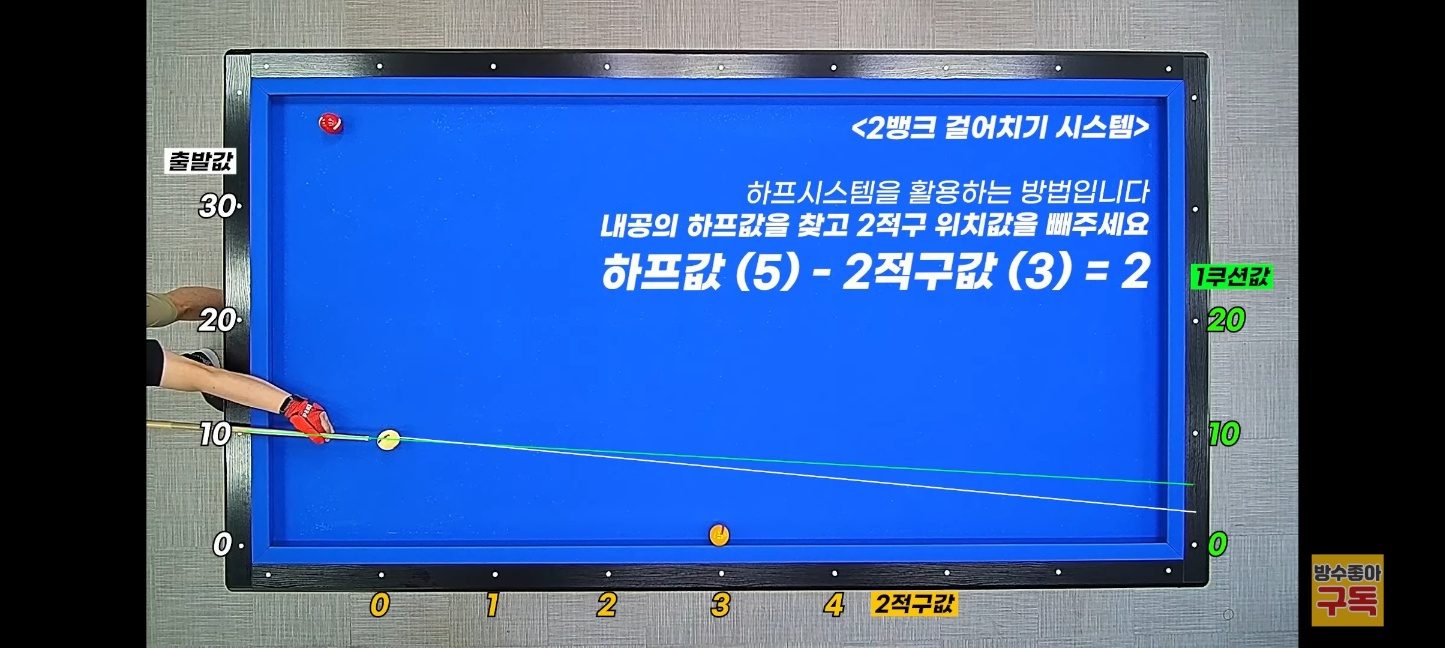 <2뱅크 걸어치기 시스템>
출발값
하프시스템을 활용하는 방법입니다
30
내공의 하프값을 찾고 2적구 위치값을 빼주세요
하프값 (5) - 2적구값 (3) = 2
1쿠션값
20
20
10
10
0
0
0 1 2 3 4 2적구값
방수좋아
구독